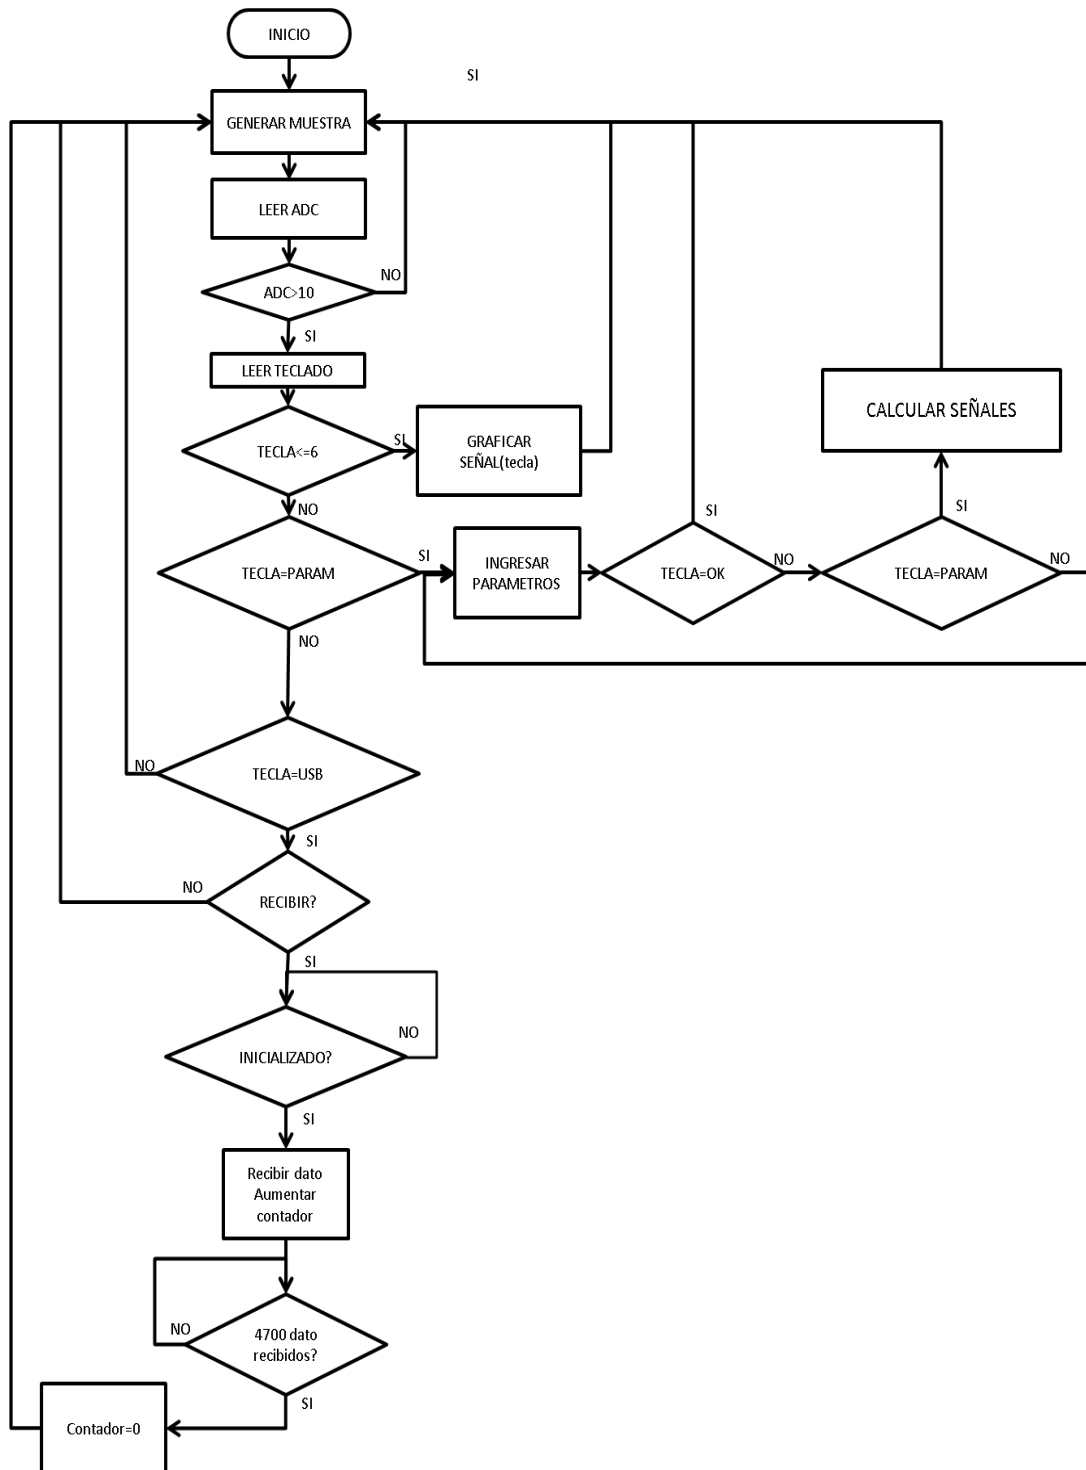 INICIO
SI
GENERAR MUESTRA
LEER ADC
NO
ADC>10
SI
LEER TECLADO
CALCULAR SEÑALES
TECLA<=6
SI
GRAFICAR
SEÑAL(tecla)
NO
SI
SI
TECLA=PARAM
SI
INGRESAR
PARAMETROS
TECLA=OK
NO
TECLA=PARAM
NO
NO
TECLA=USB
NO
SI
NO
RECIBIR?
SI
NO
INICIALIZADO?
SI
Recibir dato
Aumentar
contador
NO
4700 dato
recibidos?
SI
Contador=0